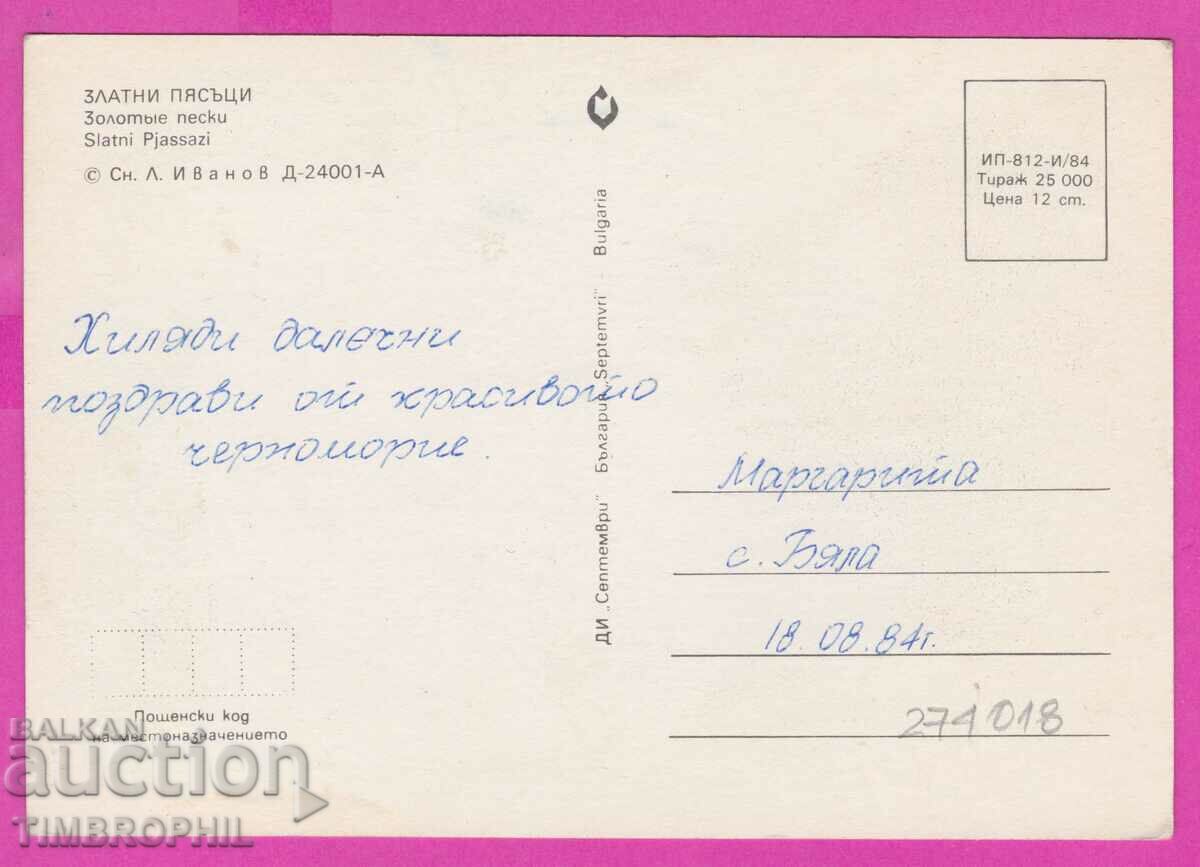 ЗЛАТНИ ПЯСЪЦИ
Золотые пески
Slatni Pjassazi
© Сн. Л. Иванов Д-24001-А
Хиляди далечни
поздрави от красивото
черноморие.
Пощенски код
на местоназначението
ДИ „Септември" България „Septemvri" Bulgaria
ИП-812-И/84
Тираж 25 000
Цена 12 ст.
Маргарита
с. Бяла
18.08.84г.
274018
BALKAN
auction
TIMBROPHIL